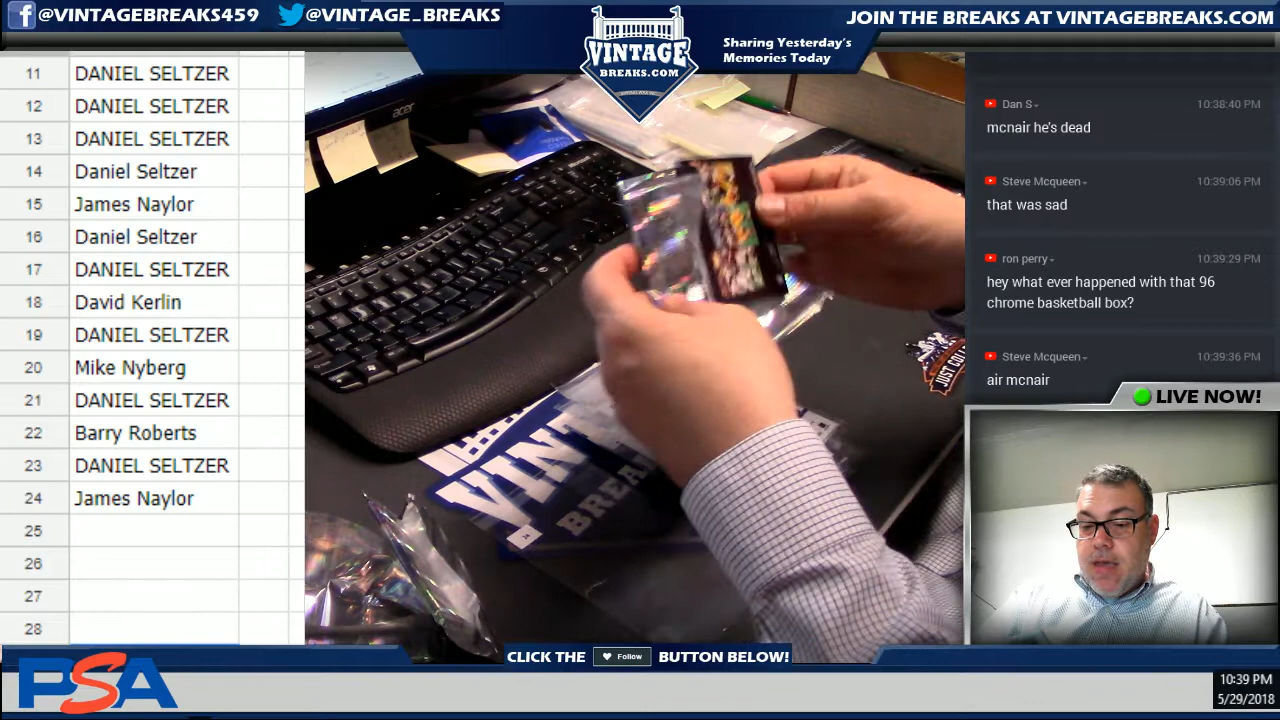 @VINTAGEBREAKS459
@VINTAGE_BREAKS
VINTAGE
BREAKS.COM
Sharing Yesterday's
Memories Today
JOIN THE BREAKS AT VINTAGEBREAKS.COM
11 DANIEL SELTZER
12 DANIEL SELTZER
13 DANIEL SELTZER
14 Daniel Seltzer
15 James Naylor
16 Daniel Seltzer
17 DANIEL SELTZER
18 David Kerlin
19 DANIEL SELTZER
20 Mike Nyberg
21 DANIEL SELTZER
22 Barry Roberts
23 DANIEL SELTZER
24 James Naylor
25
26
27
28
acer
VINT
BREA
JUST COLL
Dan S 10:38:40 PM
mcnair he's dead
Steve Mcqueen 10:39:06 PM
that was sad
ron perry 10:39:29 PM
hey what ever happened with that 96
chrome basketball box?
Steve Mcqueen 10:39:36 PM
air mcnair
LIVE NOW!
CLICK THE Follow BUTTON BELOW!
PSA
10:39 PM
5/29/2018